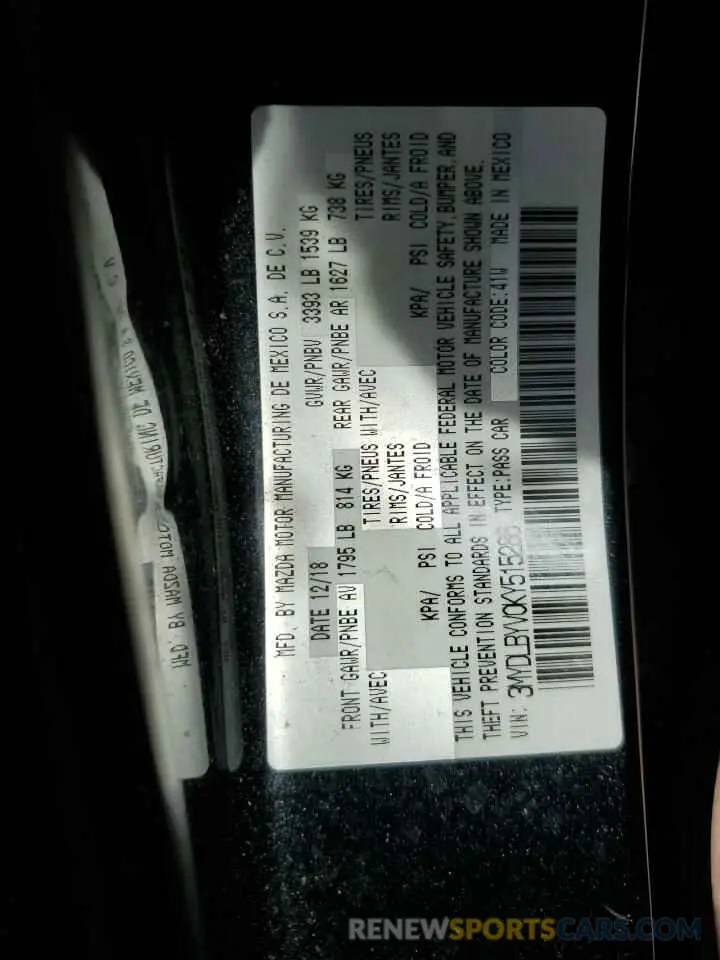 MFD. BY MAZDA MOTOR MANUFACTURING DE MEXICO S.A. DE C.V.
DATE 12/18 GVWR/PNBV 3393 LB 1539 KG
FRONT GAWR/PNBE AV 1795 LB 814 KG REAR GAWR/PNBE AR 1627 LB 738 KG
WITH/AVEC TIRES/PNEUS WITH/AVEC TIRES/PNEUS
RIMS/JANTES RIMS/JANTES
KPA/ PSI COLD/A FROID KPA/ PSI COLD/A FROID
THIS VEHICLE CONFORMS TO ALL APPLICABLE FEDERAL MOTOR VEHICLE SAFETY, BUMPER, AND
THEFT PREVENTION STANDARDS IN EFFECT ON THE DATE OF MANUFACTURE SHOWN ABOVE.
VIN: 3MYDLBYV0KY515286 TYPE:PASS CAR COLOR CODE:41W MADE IN MEXICO
RENEWSPORTSCARS.COM